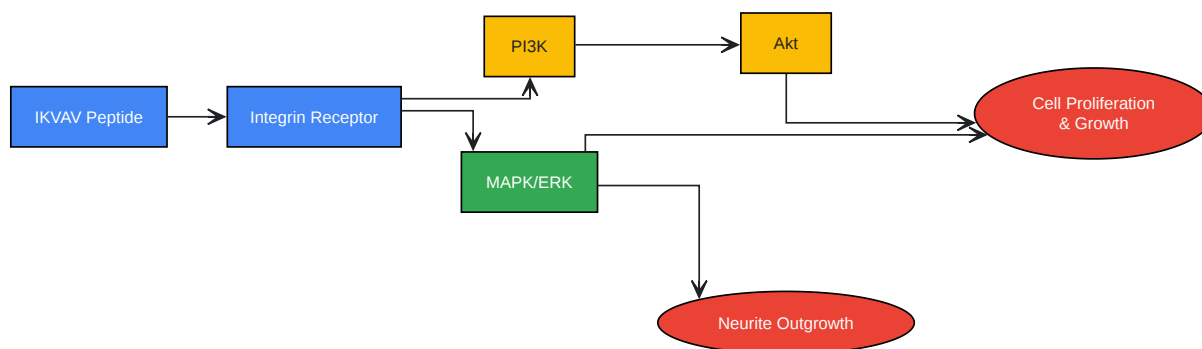 PI3K
Akt
IKVAV Peptide
Integrin Receptor
Cell Proliferation
& Growth
MAPK/ERK
Neurite Outgrowth